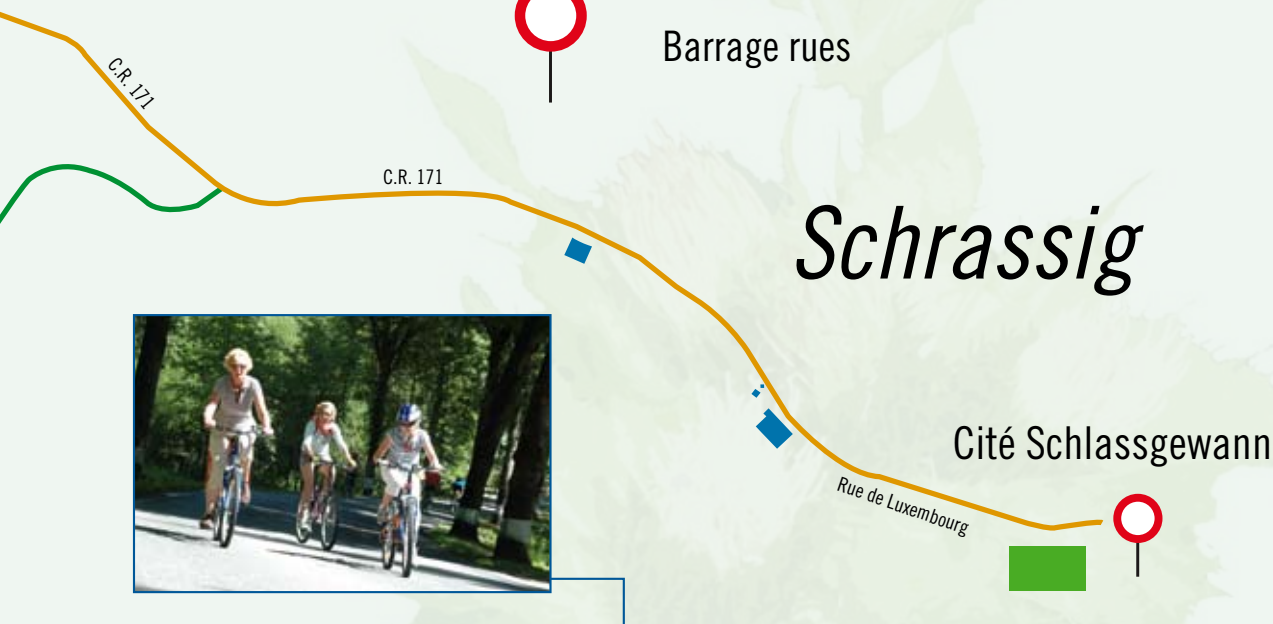 Barrage rues
C.R. 171
C.R. 171
Schrassig
Cité Schlassgewann
Rue de Luxembourg